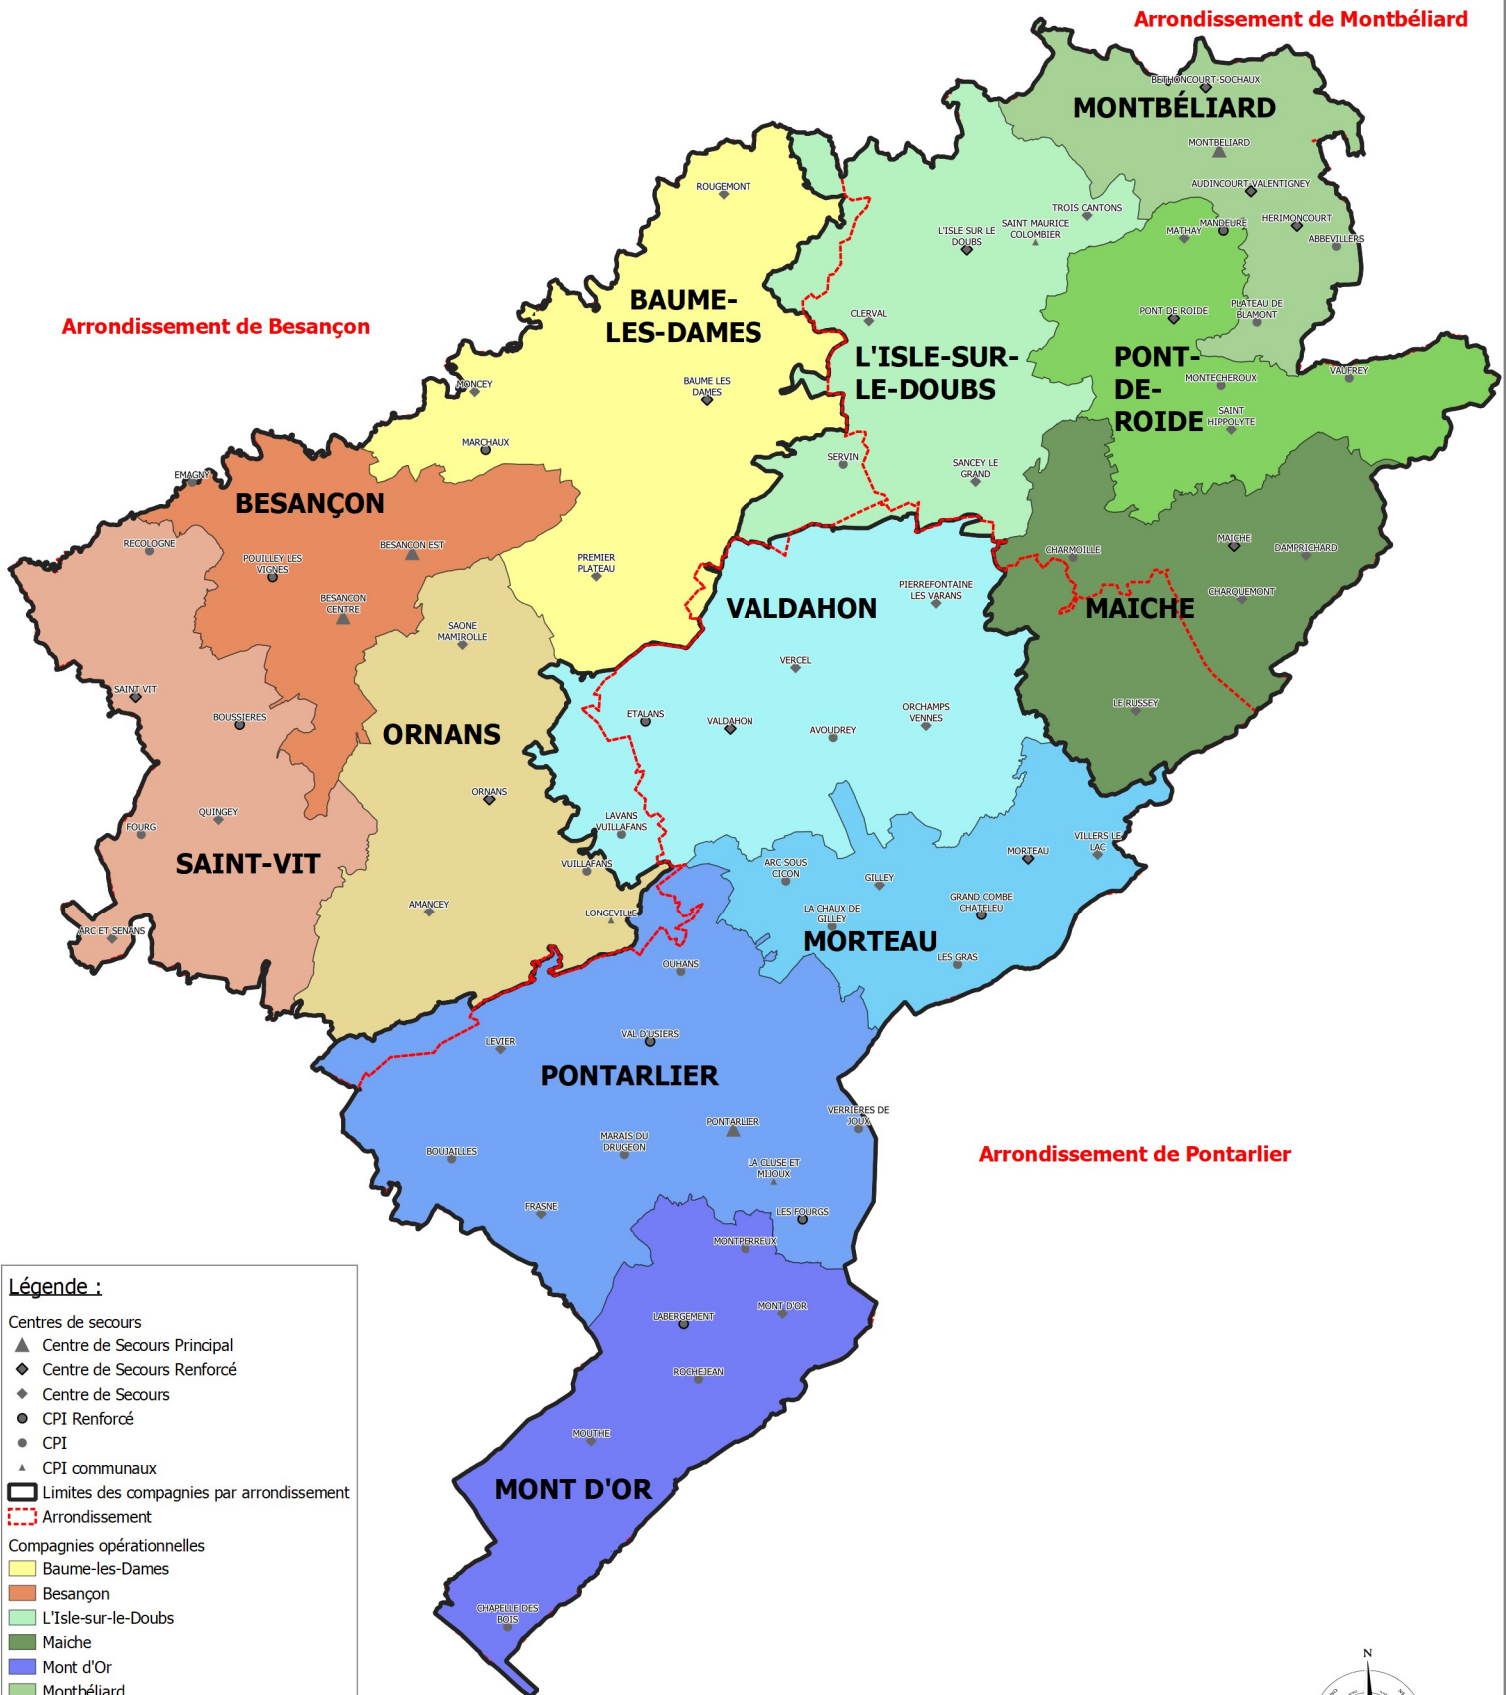 Arrondissement de Montbéliard
BETHONCOURT-SOCHAUX
MONTBÉLIARD
MONTBELIARD
ROUGEMONT
AUDINCOURT-VALENTIGNEY
TROIS CANTONS
SAINT MAURICE
COLOMBIER
L'ISLE SUR LE
DOUBS
MATHAY
MANDEURE
HERIMONCOURT
ABBEVILLERS
BAUME-
LES-DAMES
Arrondissement de Besançon
CLERVAL
PONT DE ROIDE
PLATEAU DE
BLAMONT
L'ISLE-SUR-
LE-DOUBS
PONT-
DE-
ROIDE
MONCEY
BAUME LES
DAMES
MONTECHEROUX
VAUFREY
SAINT
HIPPOLYTE
MARCHAUX
SERVIN
SANCEY LE
GRAND
EMAGNY
BESANÇON
RECOLOGNE
POUILLEY LES
VIGNES
BESANCON EST
PREMIER
PLATEAU
CHARMOILLE
MAICHE
DAMPRICHARD
BESANCON
CENTRE
PIERREFONTAINE
LES VARANS
CHARQUEMONT
VALDAHON
MAICHE
SAONE
MAMIROLLE
VERCEL
SAINT VIT
BOUSSIERES
ETALANS
VALDAHON
AVOUDREY
ORCHAMPS
VENNES
LE RUSSEY
ORNANS
ORNANS
QUINGEY
FOURG
LAVANS
VUILLAFANS
SAINT-VIT
VUILLAFANS
ARC SOUS
CICON
GILLEY
MORTEAU
VILLERS LE
LAC
AMANCEY
LONGEVILLE
LA CHAUX DE
GILLEY
GRAND COMBE
CHATELEU
ARC ET SENANS
MORTEAU
LES GRAS
OUHANS
LEVIER
VAL D'USIERS
PONTARLIER
PONTARLIER
VERRIERES DE
JOUX
MARAIS DU
DRUGEON
BOUJAILLES
LA CLUSE ET
MIJOUX
Arrondissement de Pontarlier
FRASNE
LES FOURGS
MONTPERREUX
LABERGEMENT
MONT D'OR
ROCHEJEAN
MOUTHE
MONT D'OR
CHAPELLE DES
BOIS
Légende :
Centres de secours
Centre de Secours Principal
Centre de Secours Renforcé
Centre de Secours
CPI Renforcé
CPI
CPI communaux
Limites des compagnies par arrondissement
Arrondissement
Compagnies opérationnelles
Baume-les-Dames
Besançon
L'Isle-sur-le-Doubs
Maiche
Mont d'Or
Montbéliard
N